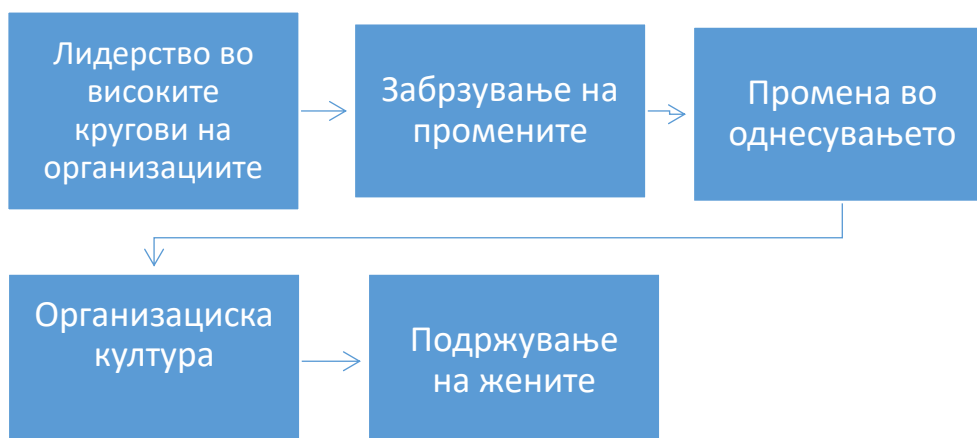 Лидерство во
високите
кругови на
организациите
Забрзување на
промените
Промена во
однесувањето
Организациска
култура
Подржување
на жените